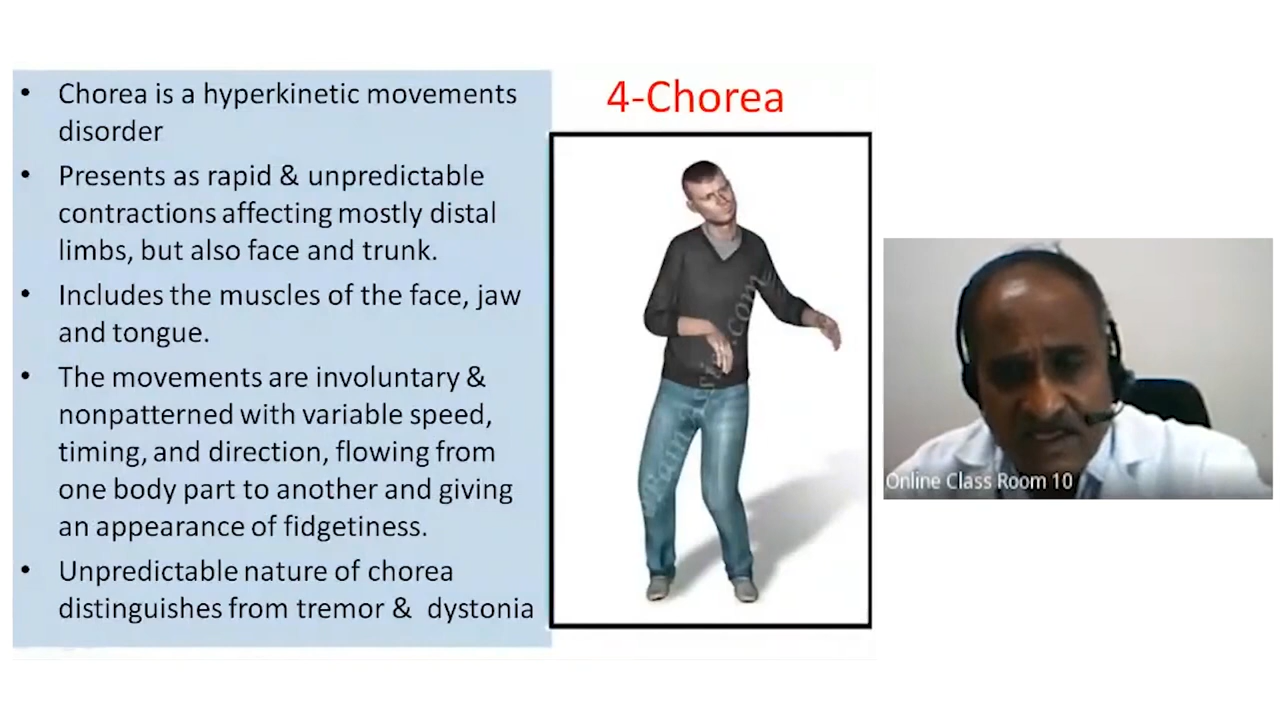 • Chorea is a hyperkinetic movements
disorder
• Presents as rapid & unpredictable
contractions affecting mostly distal
limbs, but also face and trunk.
• Includes the muscles of the face, jaw
and tongue.
• The movements are involuntary &
nonpatterned with variable speed,
timing, and direction, flowing from
one body part to another and giving
an appearance of fidgetiness.
• Unpredictable nature of chorea
distinguishes from tremor & dystonia
4-Chorea
Online Class Room 10